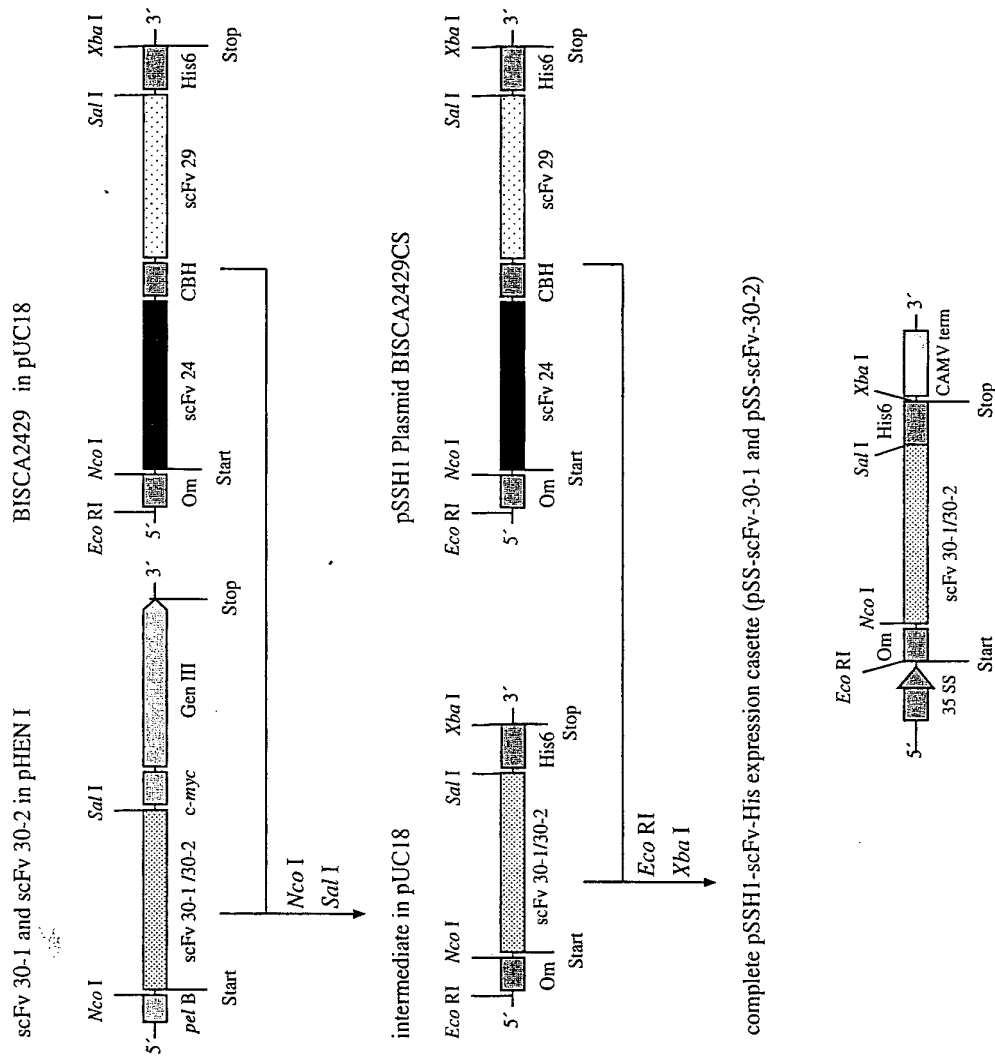 scFv 30-1 and scFv 30-2 in pHEN I
Nco I
Sal I
5´
3´
pel B
scFv 30-1 /30-2
c-myc
Gen III
Start
Stop
BISCA2429 in pUC18
Eco RI
Nco I
Sal I
Xba I
5´
3´
Om
scFv 24
CBH
scFv 29
His6
Start
Stop
Nco I
Sal I
intermediate in pUC18
Eco RI
Nco I
Sal I
Xba I
5´
3´
Om
scFv 30-1/30-2
His6
Start
Stop
pSSH1 Plasmid BISCA2429CS
Eco RI
Nco I
Sal I
Xba I
5´
3´
Om
scFv 24
CBH
scFv 29
His6
Start
Stop
Eco RI
Xba I
complete pSSH1-scFv-His expression casette (pSS-scFv-30-1 and pSS-scFv-30-2)
Eco RI
Nco I
Sal I
Xba I
Om
His6
5´
3´
35 SS
scFv 30-1/30-2
CAMV term
Start
Stop